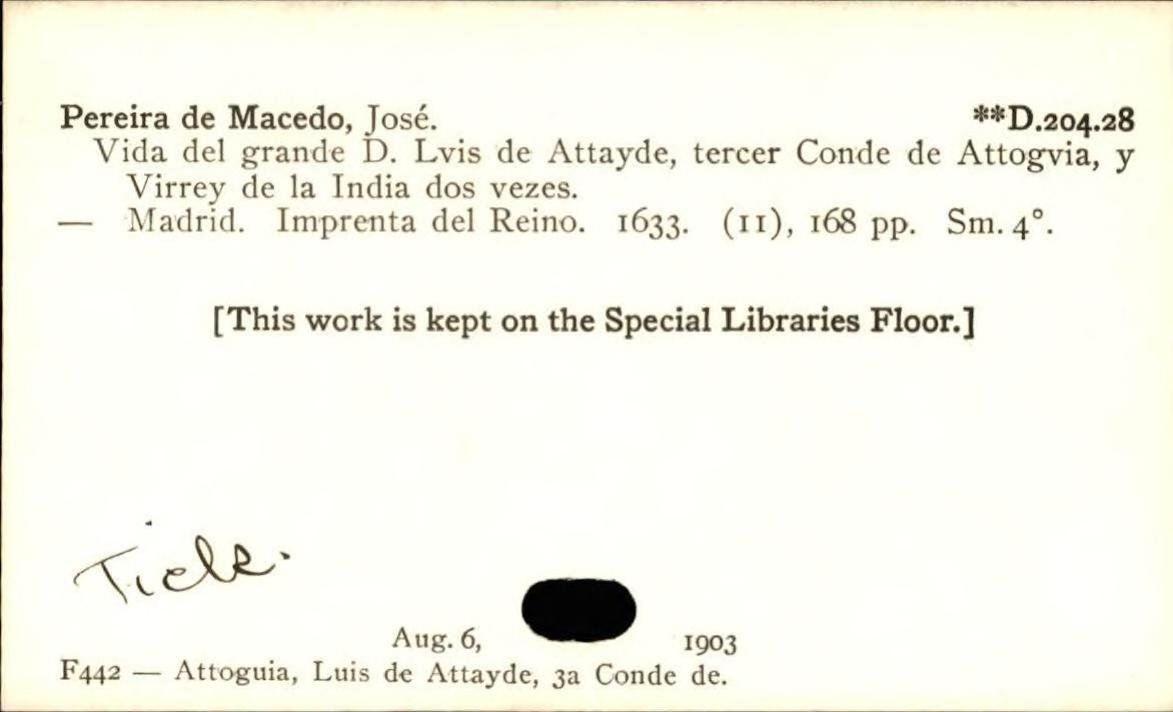 Pereira de Macedo, José. **D.204.28
Vida del grande D. Lvis de Attayde, tercer Conde de Attogvia, y
Virrey de la India dos vezes.
— Madrid. Imprenta del Reino. 1633. (11), 168 pp. Sm. 4°.
[This work is kept on the Special Libraries Floor.]
Tiele.
Aug. 6, 1903
F442 — Attoguia, Luis de Attayde, 3a Conde de.